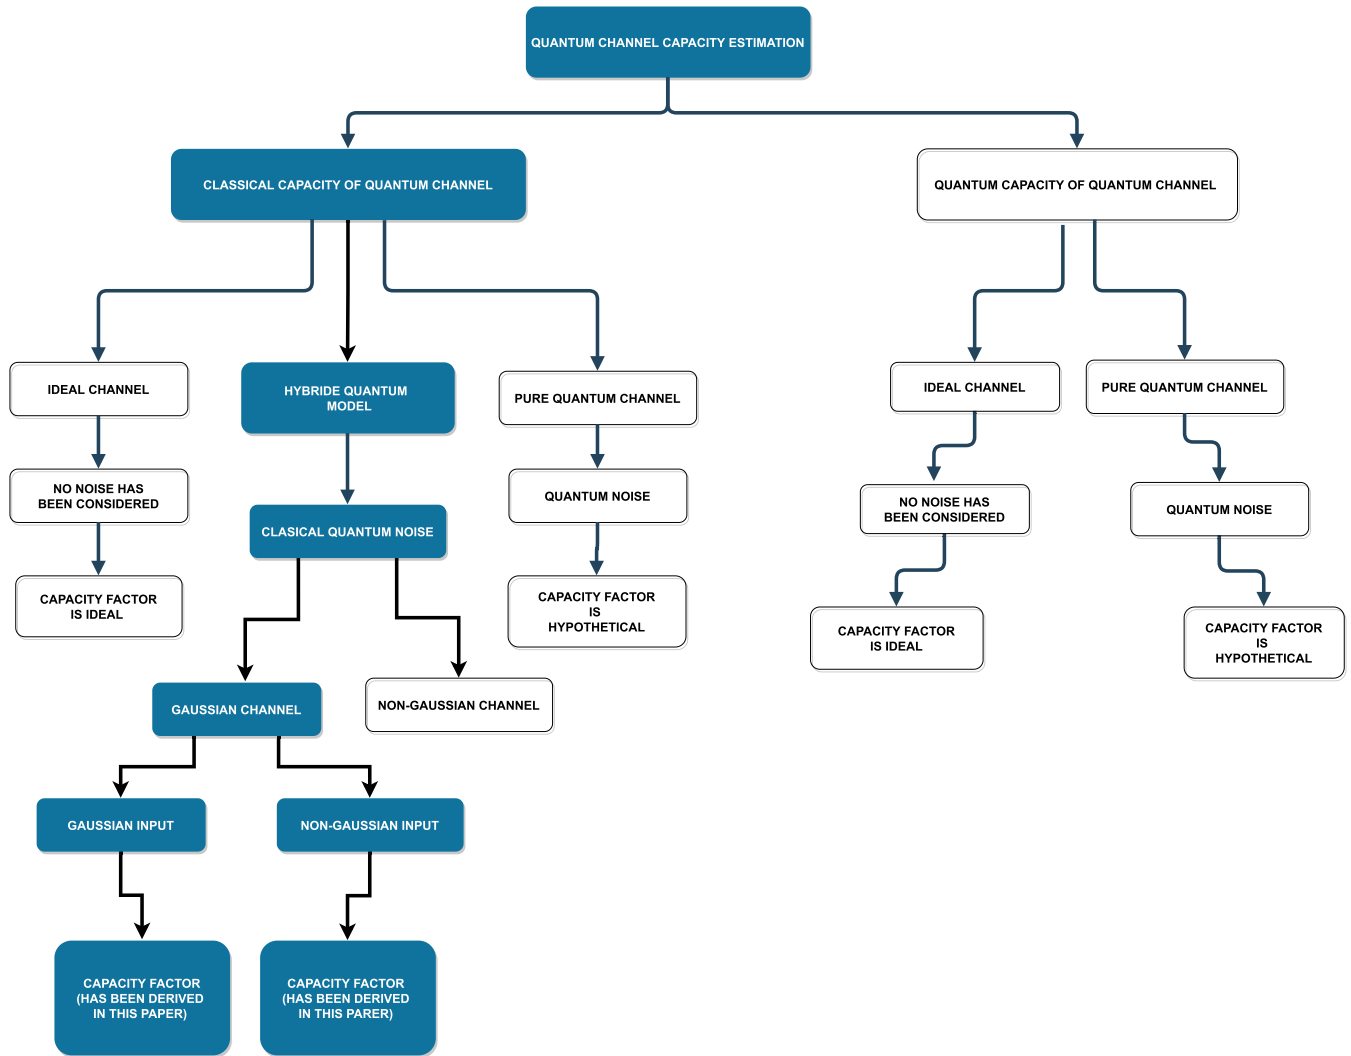 QUANTUM CHANNEL CAPACITY ESTIMATION
CLASSICAL CAPACITY OF QUANTUM CHANNEL
QUANTUM CAPACITY OF QUANTUM CHANNEL
IDEAL CHANNEL
HYBRIDE QUANTUM
MODEL
PURE QUANTUM CHANNEL
IDEAL CHANNEL
PURE QUANTUM CHANNEL
NO NOISE HAS
BEEN CONSIDERED
CLASICAL QUANTUM NOISE
QUANTUM NOISE
NO NOISE HAS
BEEN CONSIDERED
QUANTUM NOISE
CAPACITY FACTOR
IS IDEAL
CAPACITY FACTOR
IS
HYPOTHETICAL
CAPACITY FACTOR
IS IDEAL
CAPACITY FACTOR
IS
HYPOTHETICAL
GAUSSIAN CHANNEL
NON-GAUSSIAN CHANNEL
GAUSSIAN INPUT
NON-GAUSSIAN INPUT
CAPACITY FACTOR
(HAS BEEN DERIVED
IN THIS PAPER)
CAPACITY FACTOR
(HAS BEEN DERIVED
IN THIS PARER)